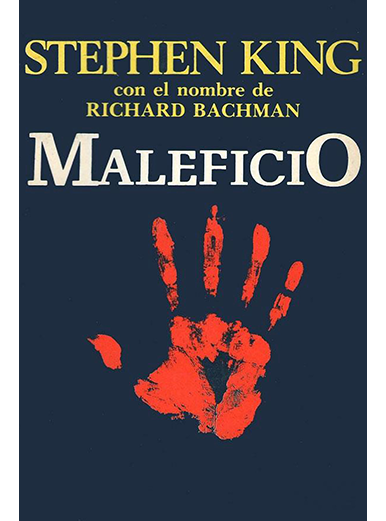 STEPHEN KING
con el nombre de
RICHARD BACHMAN
MALEFICIO